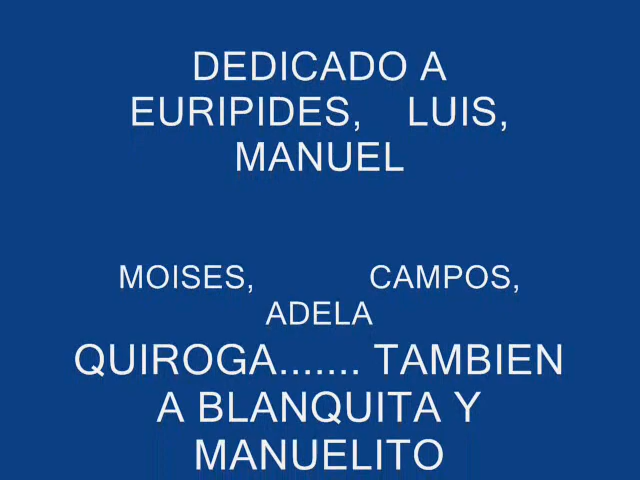 DEDICADO A
EURIPIDES, LUIS,
MANUEL
MOISES, CAMPOS,
ADELA
QUIROGA....... TAMBIEN
A BLANQUITA Y
MANUELITO